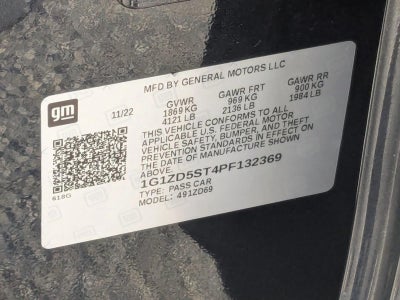 MFD BY GENERAL MOTORS LLC
gm
11/22
GVWR GAWR FRT GAWR RR
1869 KG 969 KG 900 KG
4121 LB 2136 LB 1984 LB
THIS VEHICLE CONFORMS TO ALL
APPLICABLE U.S. FEDERAL MOTOR
VEHICLE SAFETY, BUMPER, AND THEFT
PREVENTION STANDARDS IN EFFECT ON
THE DATE OF MANUFACTURE SHOWN
ABOVE.
1G1ZD5ST4PF132369
TYPE: PASS CAR
MODEL: 491ZD69
618G